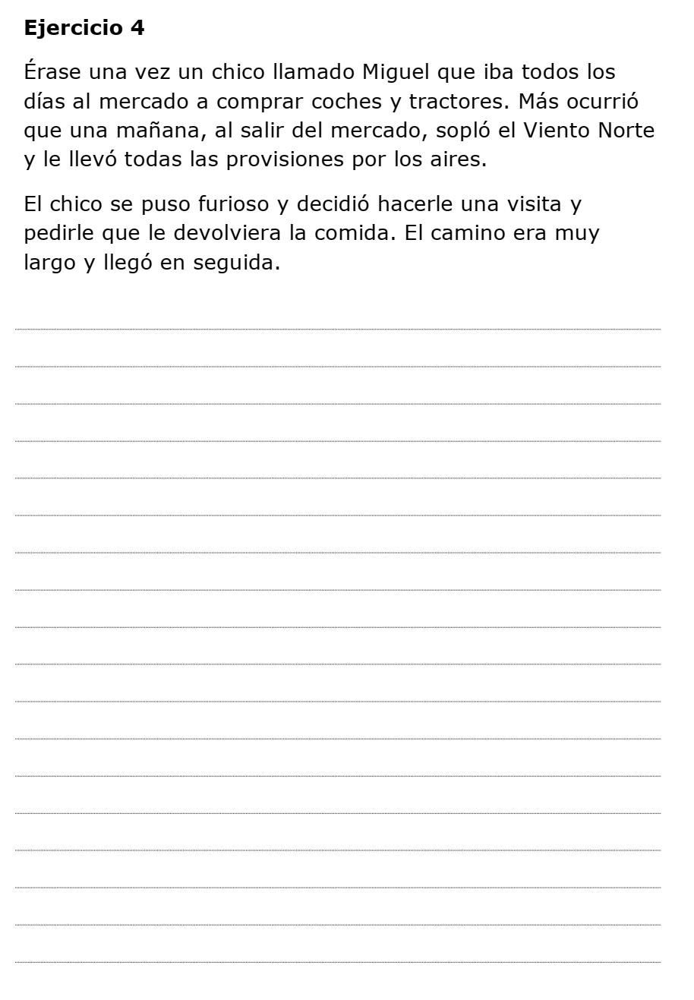 Ejercicio 4
Érase una vez un chico llamado Miguel que iba todos los
días al mercado a comprar coches y tractores. Más ocurrió
que una mañana, al salir del mercado, sopló el Viento Norte
y le llevó todas las provisiones por los aires.
El chico se puso furioso y decidió hacerle una visita y
pedirle que le devolviera la comida. El camino era muy
largo y llegó en seguida.